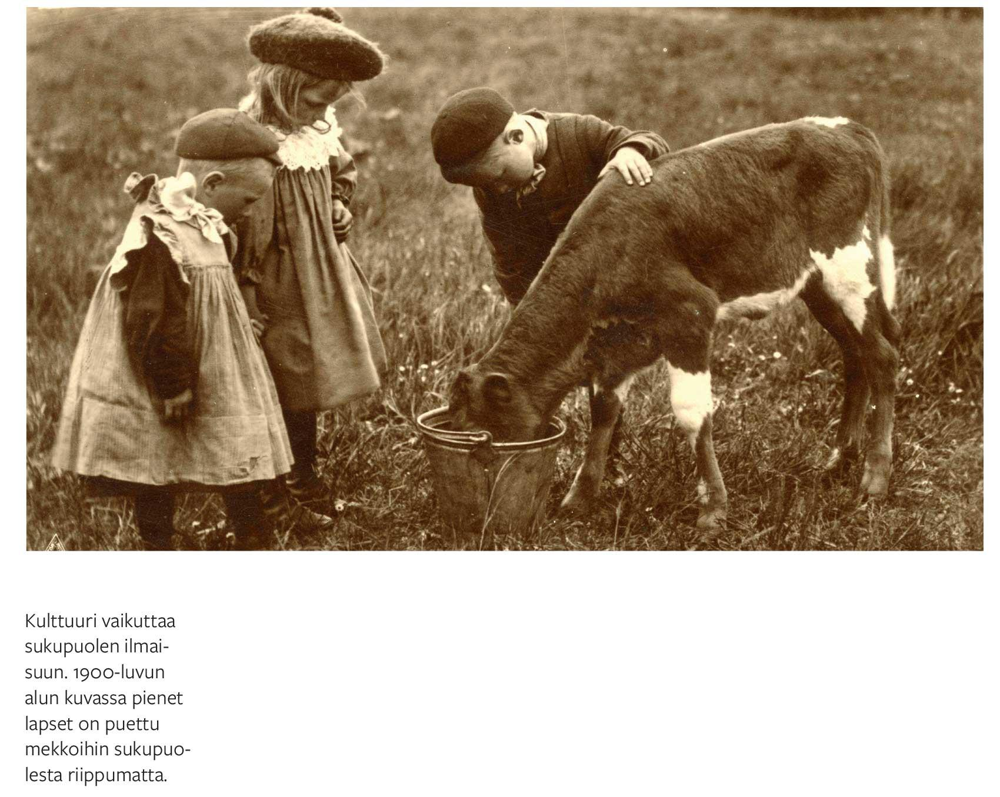 Kulttuuri vaikuttaa
sukupuolen ilmai-
suun. 1900-luvun
alun kuvassa pienet
lapset on puettu
mekkoihin sukupuo-
lesta riippumatta.